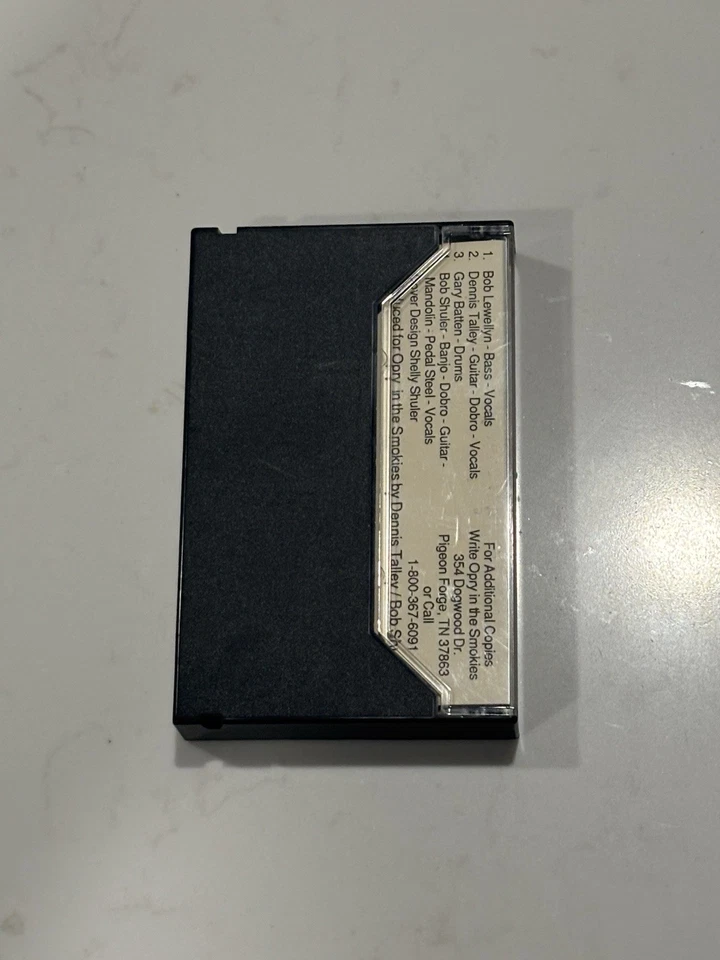 1. Bob Lewellyn - Bass - Vocals
2. Dennis Talley - Guitar - Dobro - Vocals
3. Gary Batten - Drums
Bob Shuler - Banjo - Dobro - Guitar -
Mandolin - Pedal Steel - Vocals
over Design Shelly Shuler
uced for Opry in the Smokies by Dennis Talley / Bob Sh
For Additional Copies
Write Opry in the Smokies
354 Dogwood Dr.
Pigeon Forge, TN 37863
or Call
1-800-367-6091